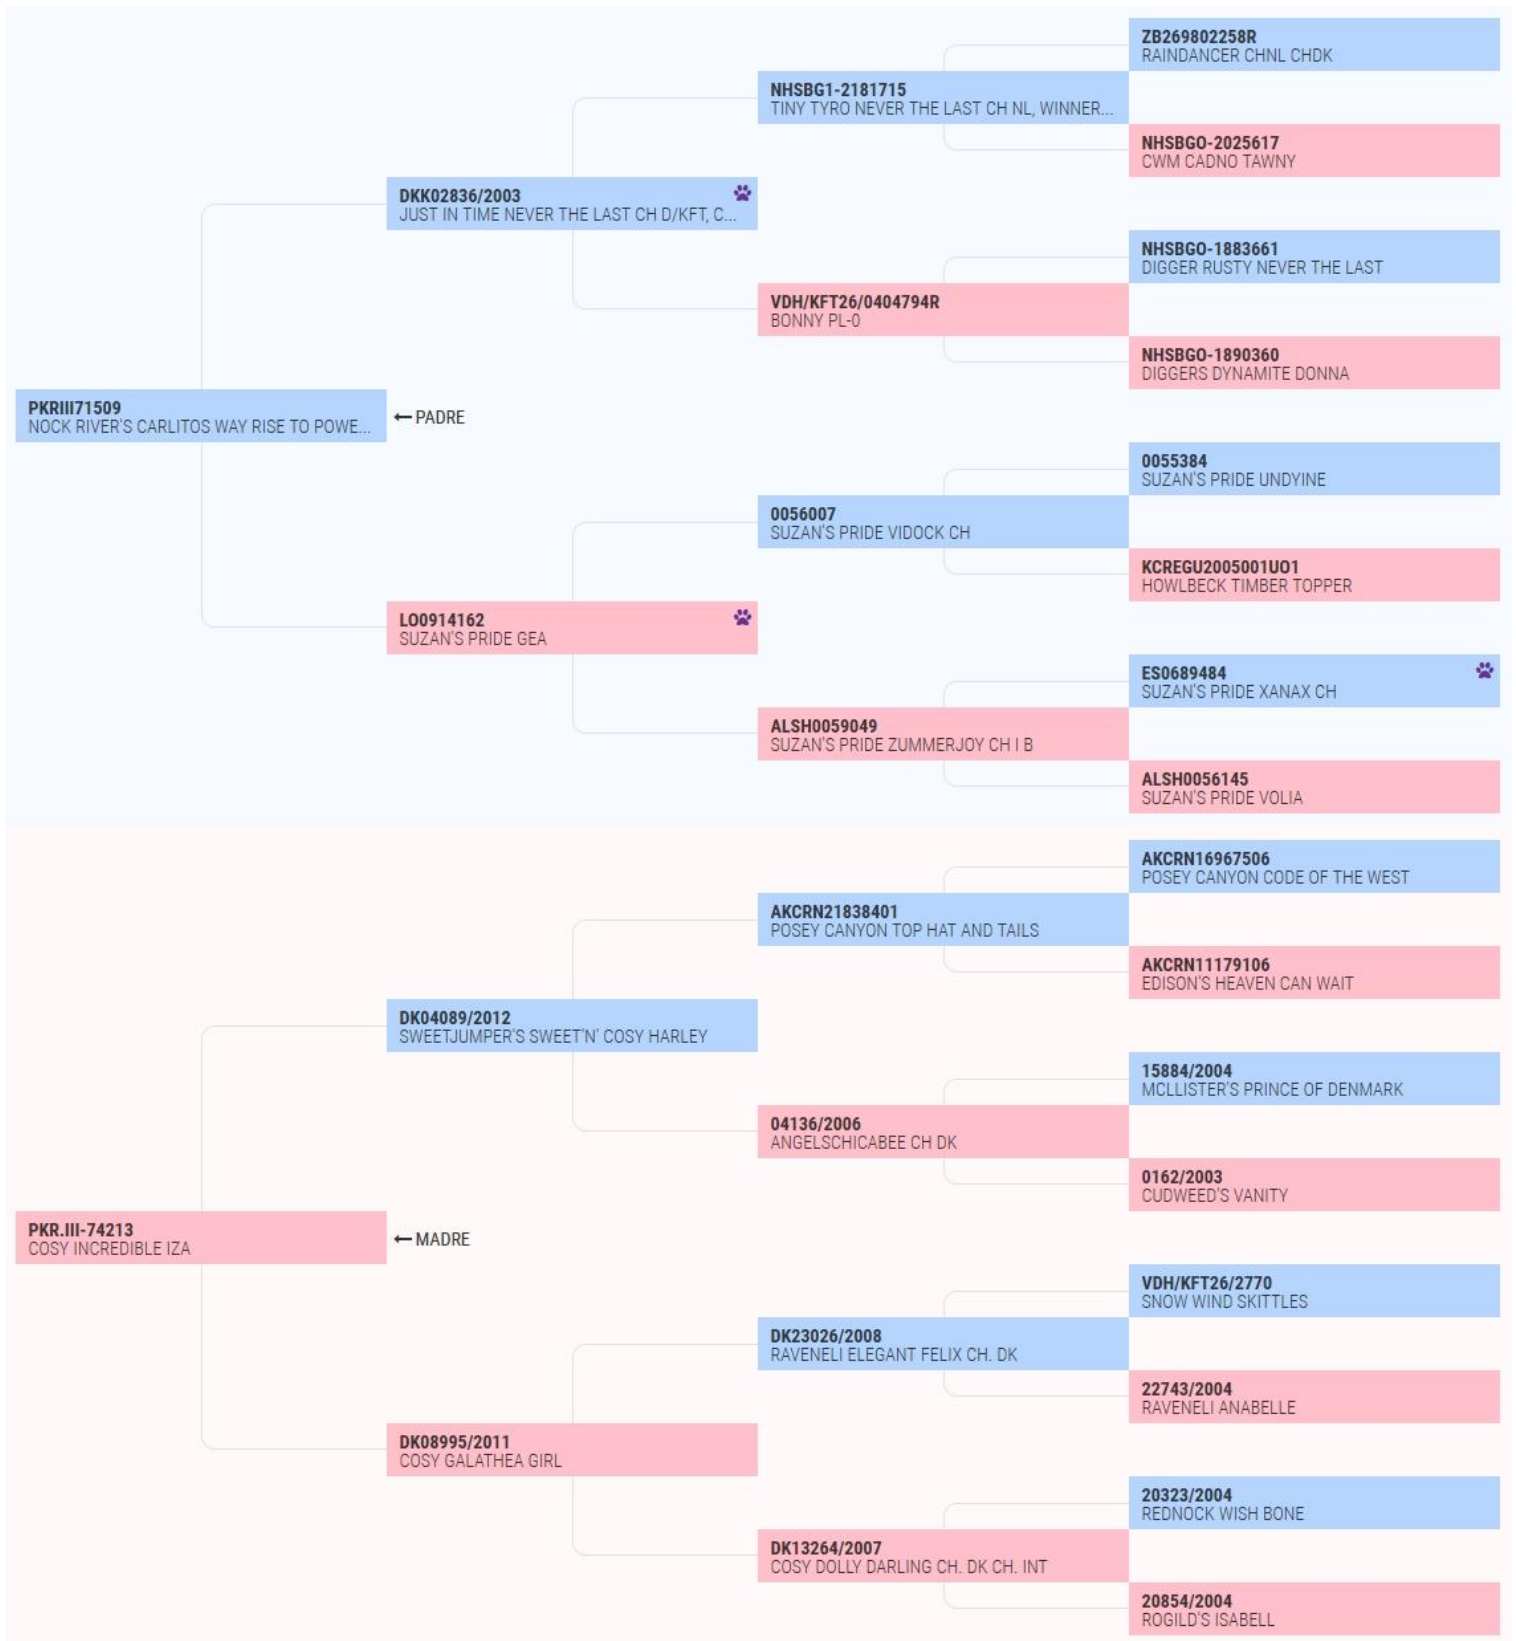 ZB269802258R
RAINDANCER CHNL CHDK
NHSBG1-2181715
TINY TYRO NEVER THE LAST CH NL, WINNER...
NHSBGO-2025617
CWM CADNO TAWNY
DKK02836/2003
JUST IN TIME NEVER THE LAST CH D/KFT, C...
NHSBGO-1883661
DIGGER RUSTY NEVER THE LAST
VDH/KFT26/0404794R
BONNY PL-0
NHSBGO-1890360
DIGGERS DYNAMITE DONNA
PKRIII71509
NOCK RIVER'S CARLITOS WAY RISE TO POWE...
← PADRE
0055384
SUZAN'S PRIDE UNDYINE
0056007
SUZAN'S PRIDE VIDOCK CH
KCREGU2005001UO1
HOWLBECK TIMBER TOPPER
LO0914162
SUZAN'S PRIDE GEA
ES0689484
SUZAN'S PRIDE XANAX CH
ALSH0059049
SUZAN'S PRIDE ZUMMERJOY CH I B
ALSH0056145
SUZAN'S PRIDE VOLIA
AKCRN16967506
POSEY CANYON CODE OF THE WEST
AKCRN21838401
POSEY CANYON TOP HAT AND TAILS
AKCRN11179106
EDISON'S HEAVEN CAN WAIT
DK04089/2012
SWEETJUMPER'S SWEET'N' COSY HARLEY
15884/2004
MCLLISTER'S PRINCE OF DENMARK
04136/2006
ANGELSCHICABEE CH DK
0162/2003
CUDWEED'S VANITY
PKR.III-74213
COSY INCREDIBLE IZA
← MADRE
VDH/KFT26/2770
SNOW WIND SKITTLES
DK23026/2008
RAVENELI ELEGANT FELIX CH. DK
22743/2004
RAVENELI ANABELLE
DK08995/2011
COSY GALATHEA GIRL
20323/2004
REDNOCK WISH BONE
DK13264/2007
COSY DOLLY DARLING CH. DK CH. INT
20854/2004
ROGILD'S ISABELL